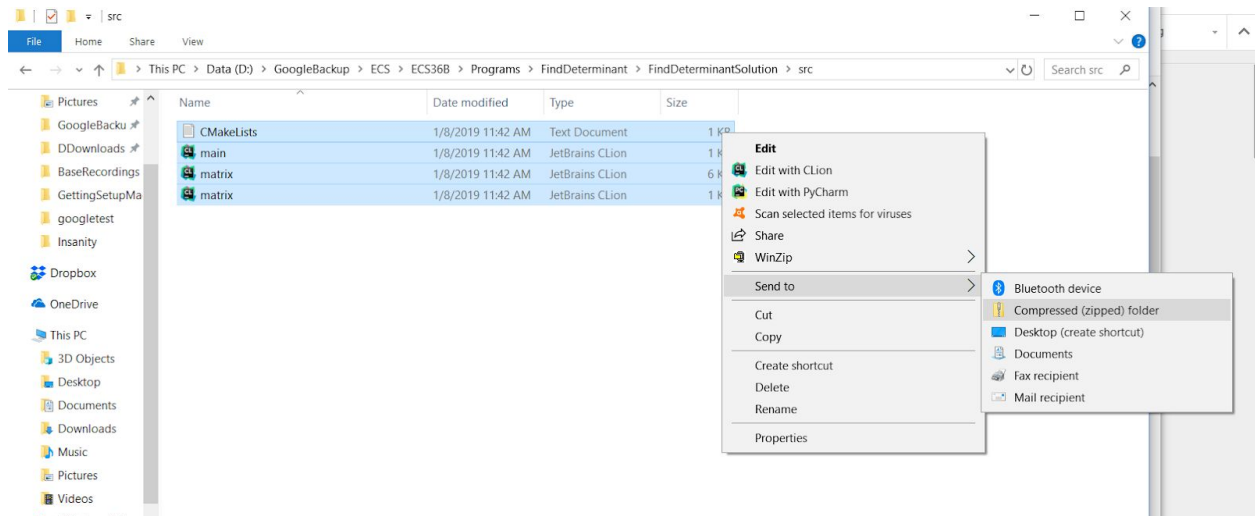 src
File Home Share View
This PC > Data (D:) > GoogleBackup > ECS > ECS36B > Programs > FindDeterminant > FindDeterminantSolution > src
Search src
Name Date modified Type Size
CMakeLists 1/8/2019 11:42 AM Text Document 1 KB
main 1/8/2019 11:42 AM JetBrains CLion 1 K
matrix 1/8/2019 11:42 AM JetBrains CLion 6 K
matrix 1/8/2019 11:42 AM JetBrains CLion 1 K
Pictures
GoogleBacku
DDownloads
BaseRecordings
GettingSetupMa
googletest
Insanity
Dropbox
OneDrive
This PC
3D Objects
Desktop
Documents
Downloads
Music
Pictures
Videos
Edit
Edit with CLion
Edit with PyCharm
Scan selected items for viruses
Share
WinZip
Send to
Cut
Copy
Create shortcut
Delete
Rename
Properties
Bluetooth device
Compressed (zipped) folder
Desktop (create shortcut)
Documents
Fax recipient
Mail recipient